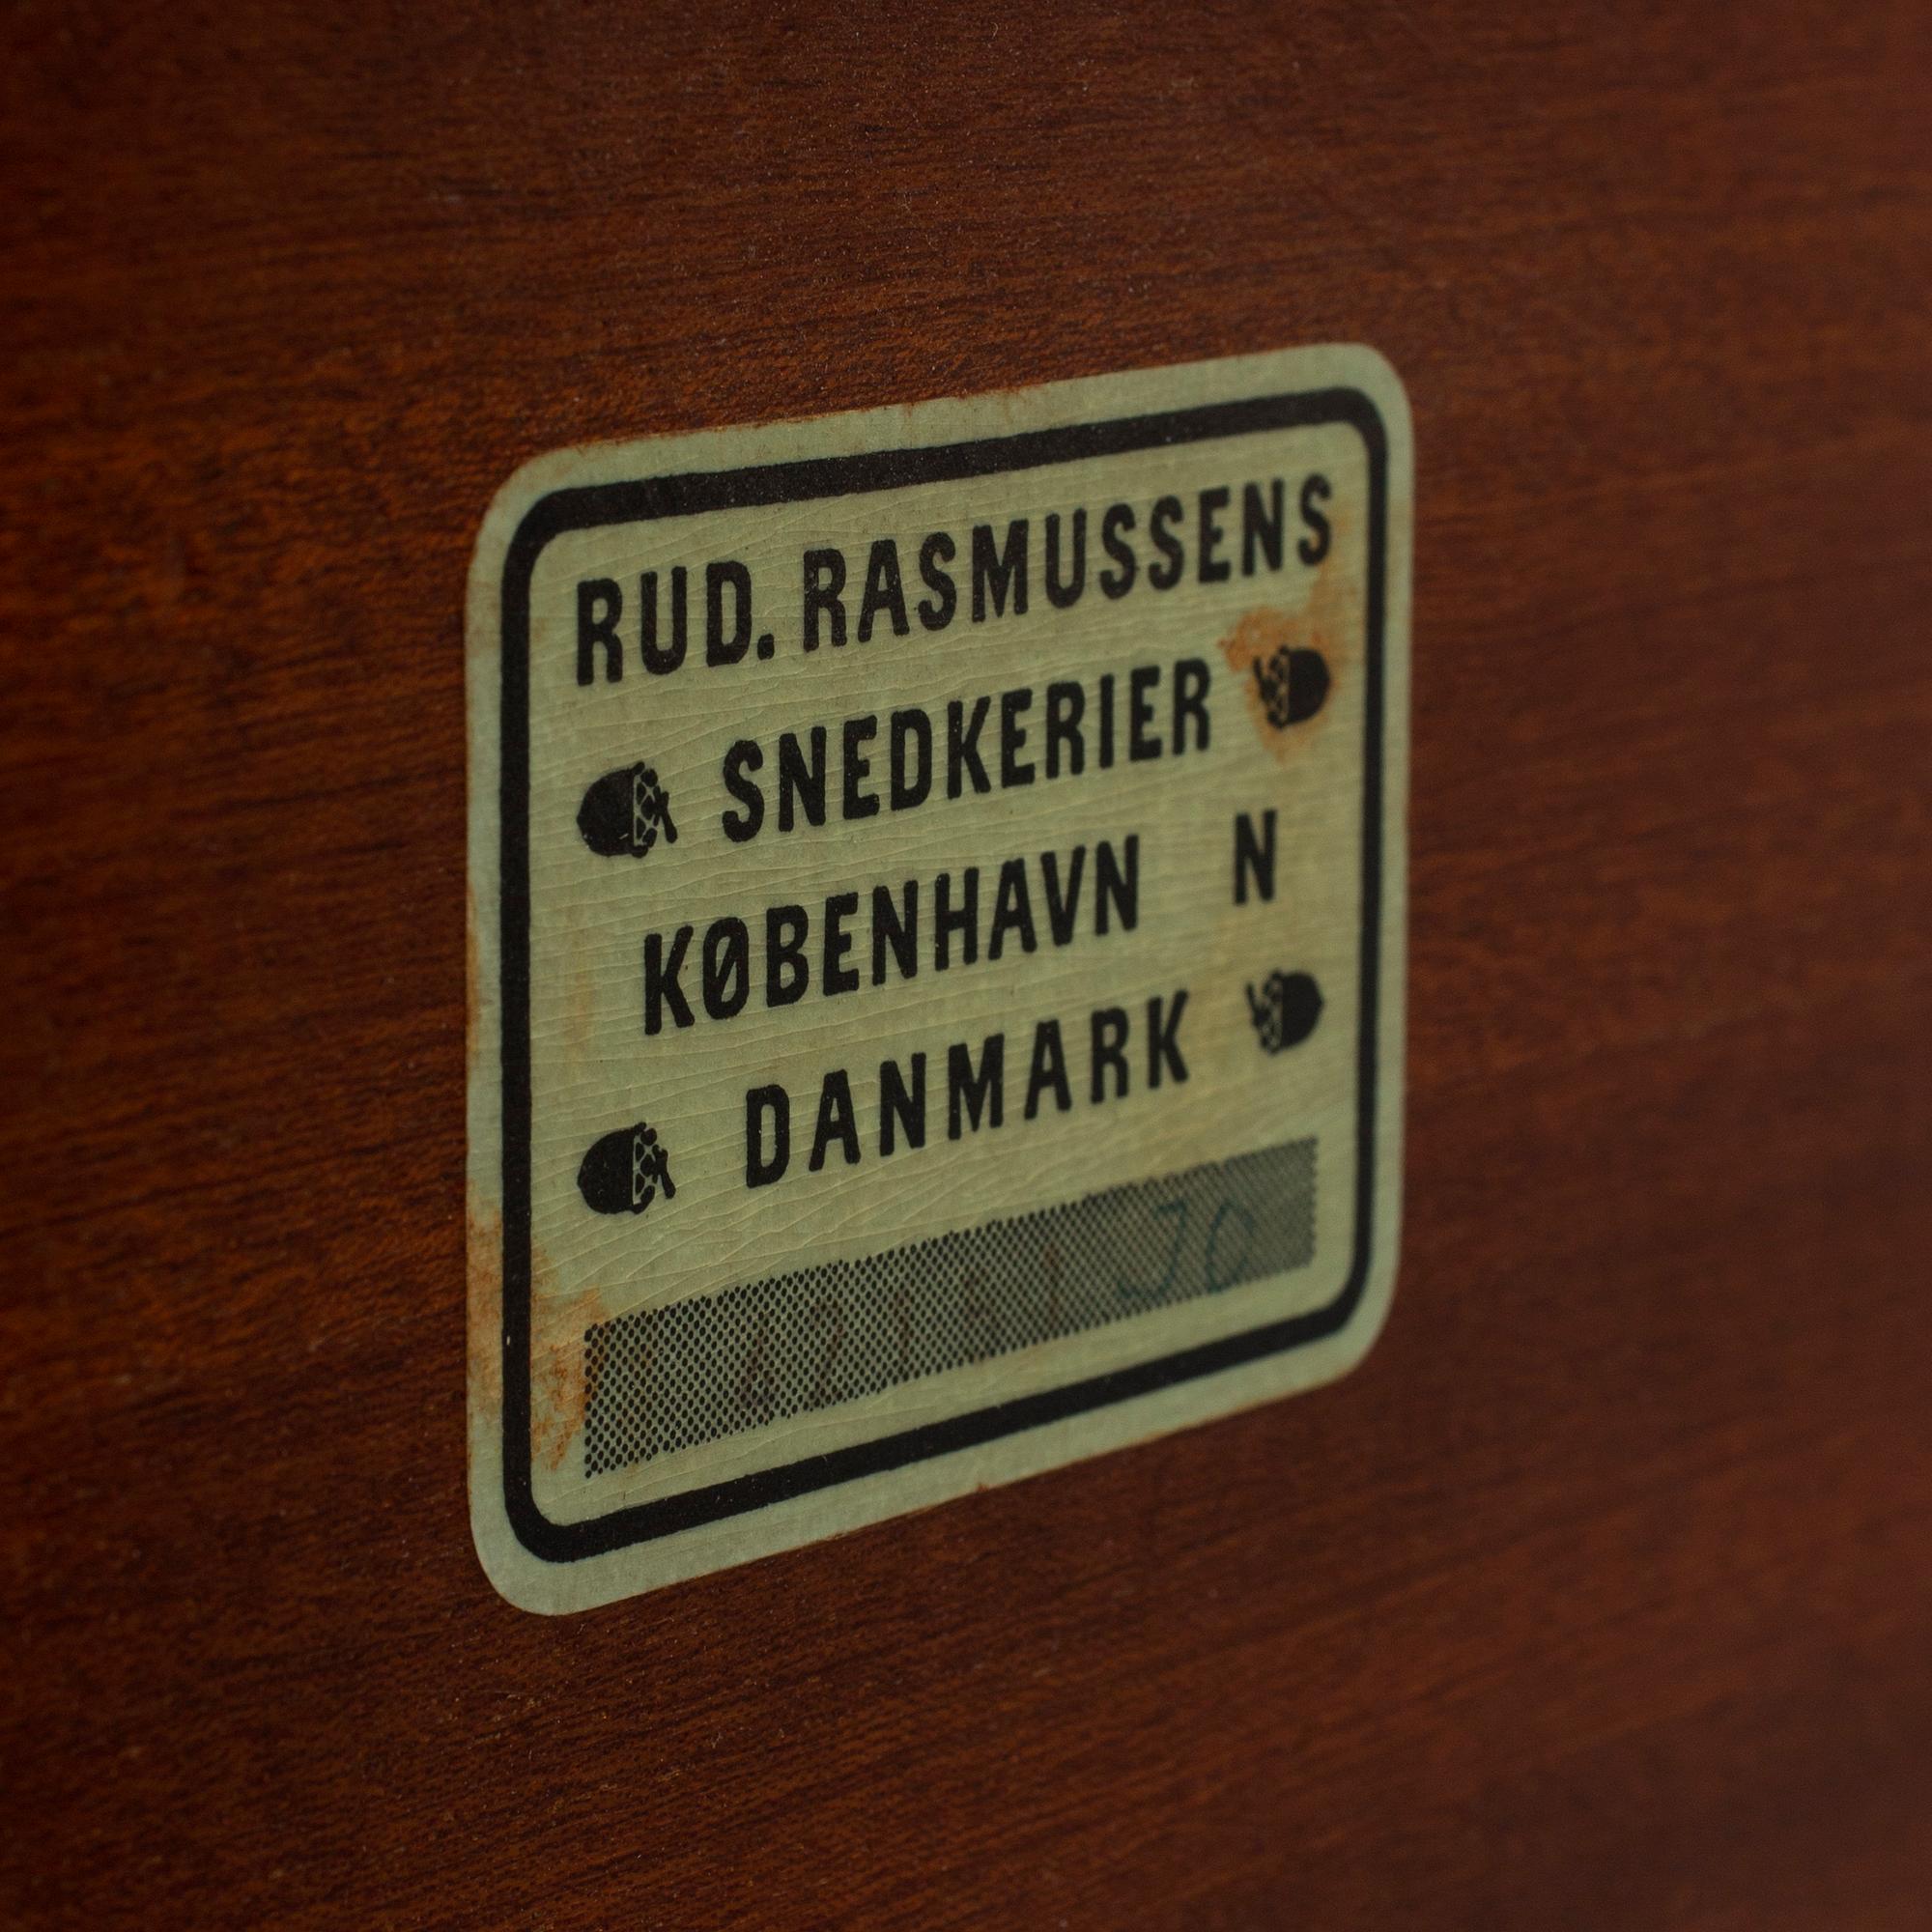 RUD. RASMUSSENS
SNEDKERIER
KØBENHAVN N
DANMARK